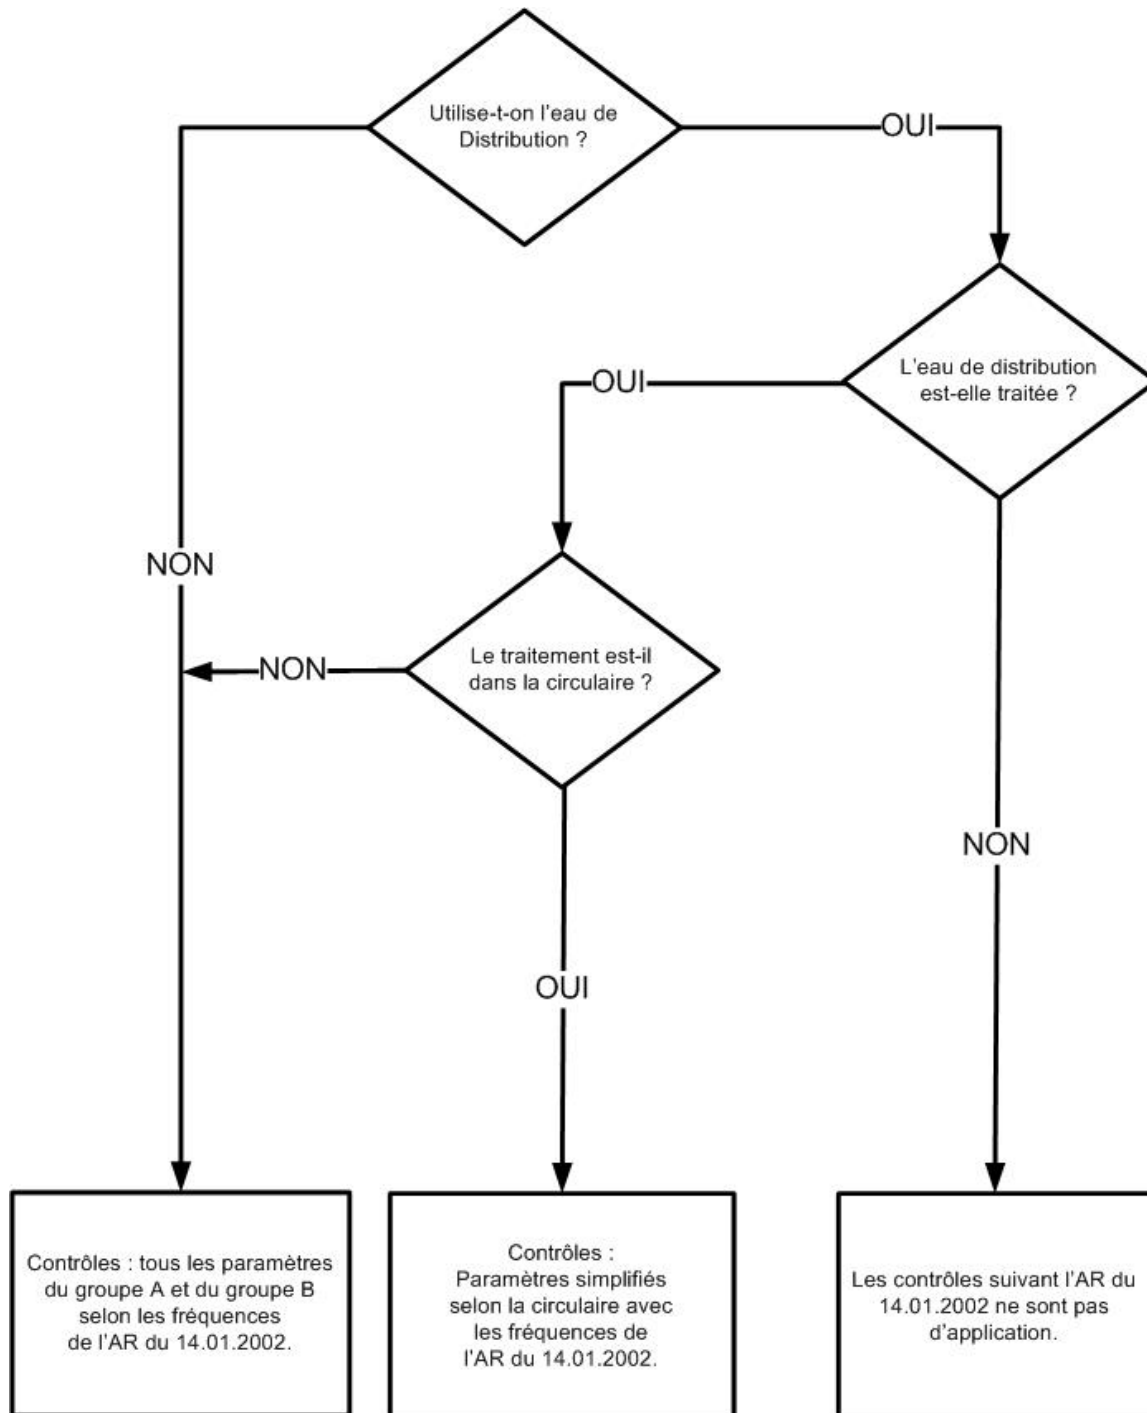 Utilise-t-on l'eau de
Distribution ?
OUI
L'eau de distribution
est-elle traitée ?
OUI
NON
Le traitement est-il
dans la circulaire ?
NON
NON
OUI
Contrôles : tous les paramètres
du groupe A et du groupe B
selon les fréquences
de l'AR du 14.01.2002.
Contrôles :
Paramètres simplifiés
selon la circulaire avec
les fréquences de
l'AR du 14.01.2002.
Les contrôles suivant l'AR du
14.01.2002 ne sont pas
d'application.